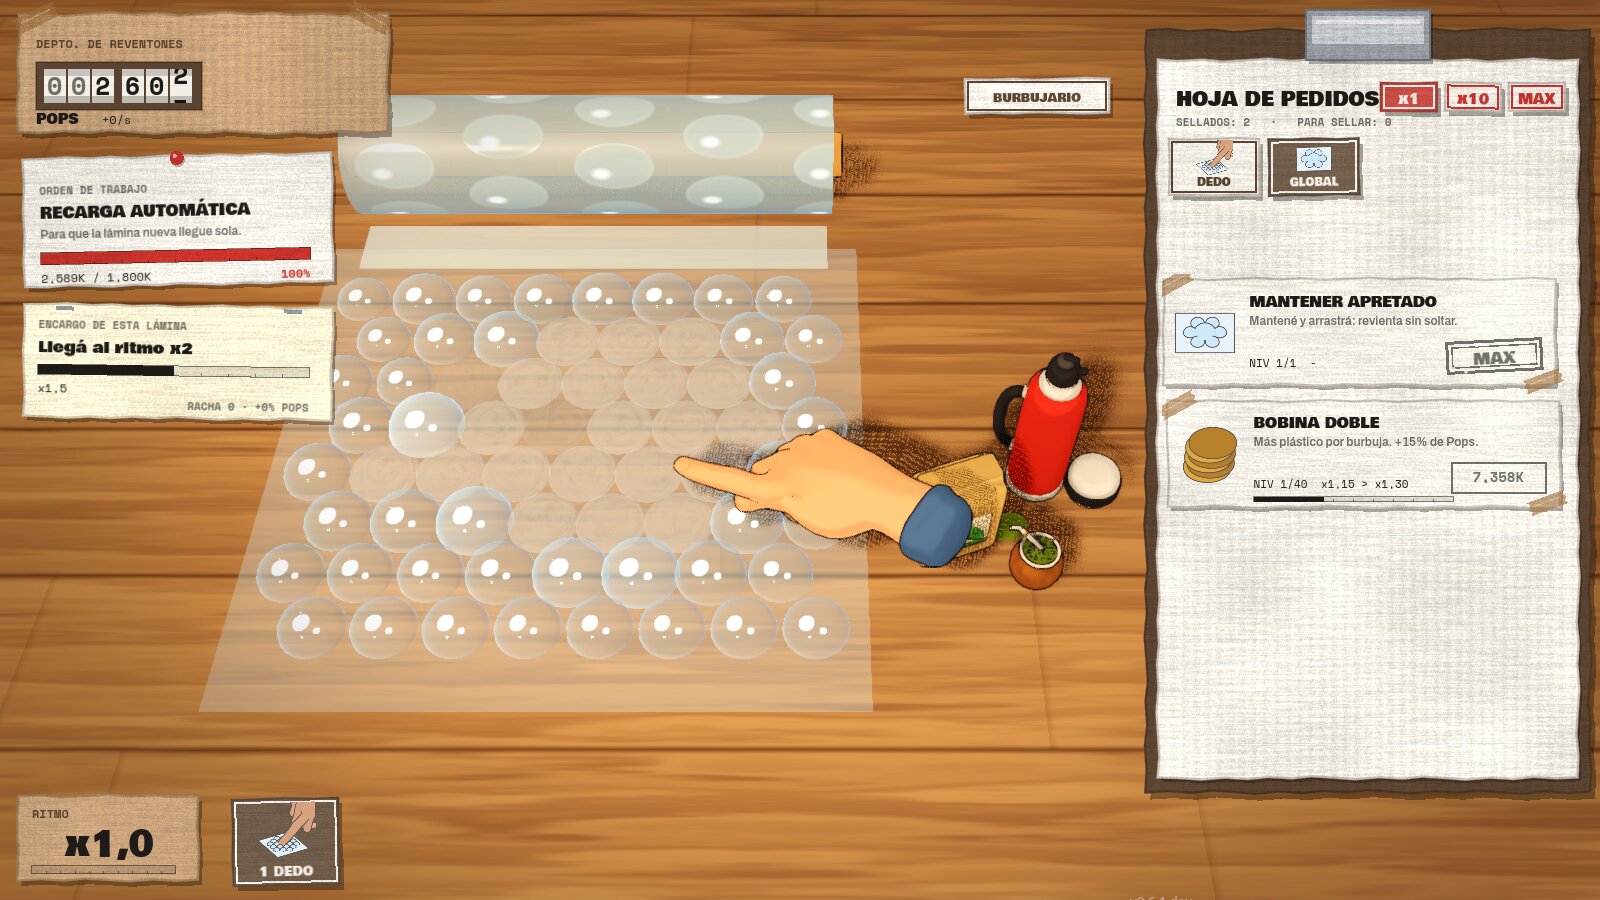 DEPTO. DE REVENTONES
002602
POPS +0/s
ORDEN DE TRABAJO
RECARGA AUTOMÁTICA
Para que la lámina nueva llegue sola.
2.589K / 1.800K 100%
ENCARGO DE ESTA LÁMINA
Llegá al ritmo x2
x1,5
RACHA 0 · +0% POPS
RITMO
x1,0
1 DEDO
BURBUJARIO
HOJA DE PEDIDOS x1 x10 MAX
SELLADOS: 2 · PARA SELLAR: 0
DEDO GLOBAL
MANTENER APRETADO
Mantené y arrastrá: revienta sin soltar.
NIV 1/1 -
MAX
BOBINA DOBLE
Más plástico por burbuja. +15% de Pops.
NIV 1/40 x1,15 > x1,30
7,358K